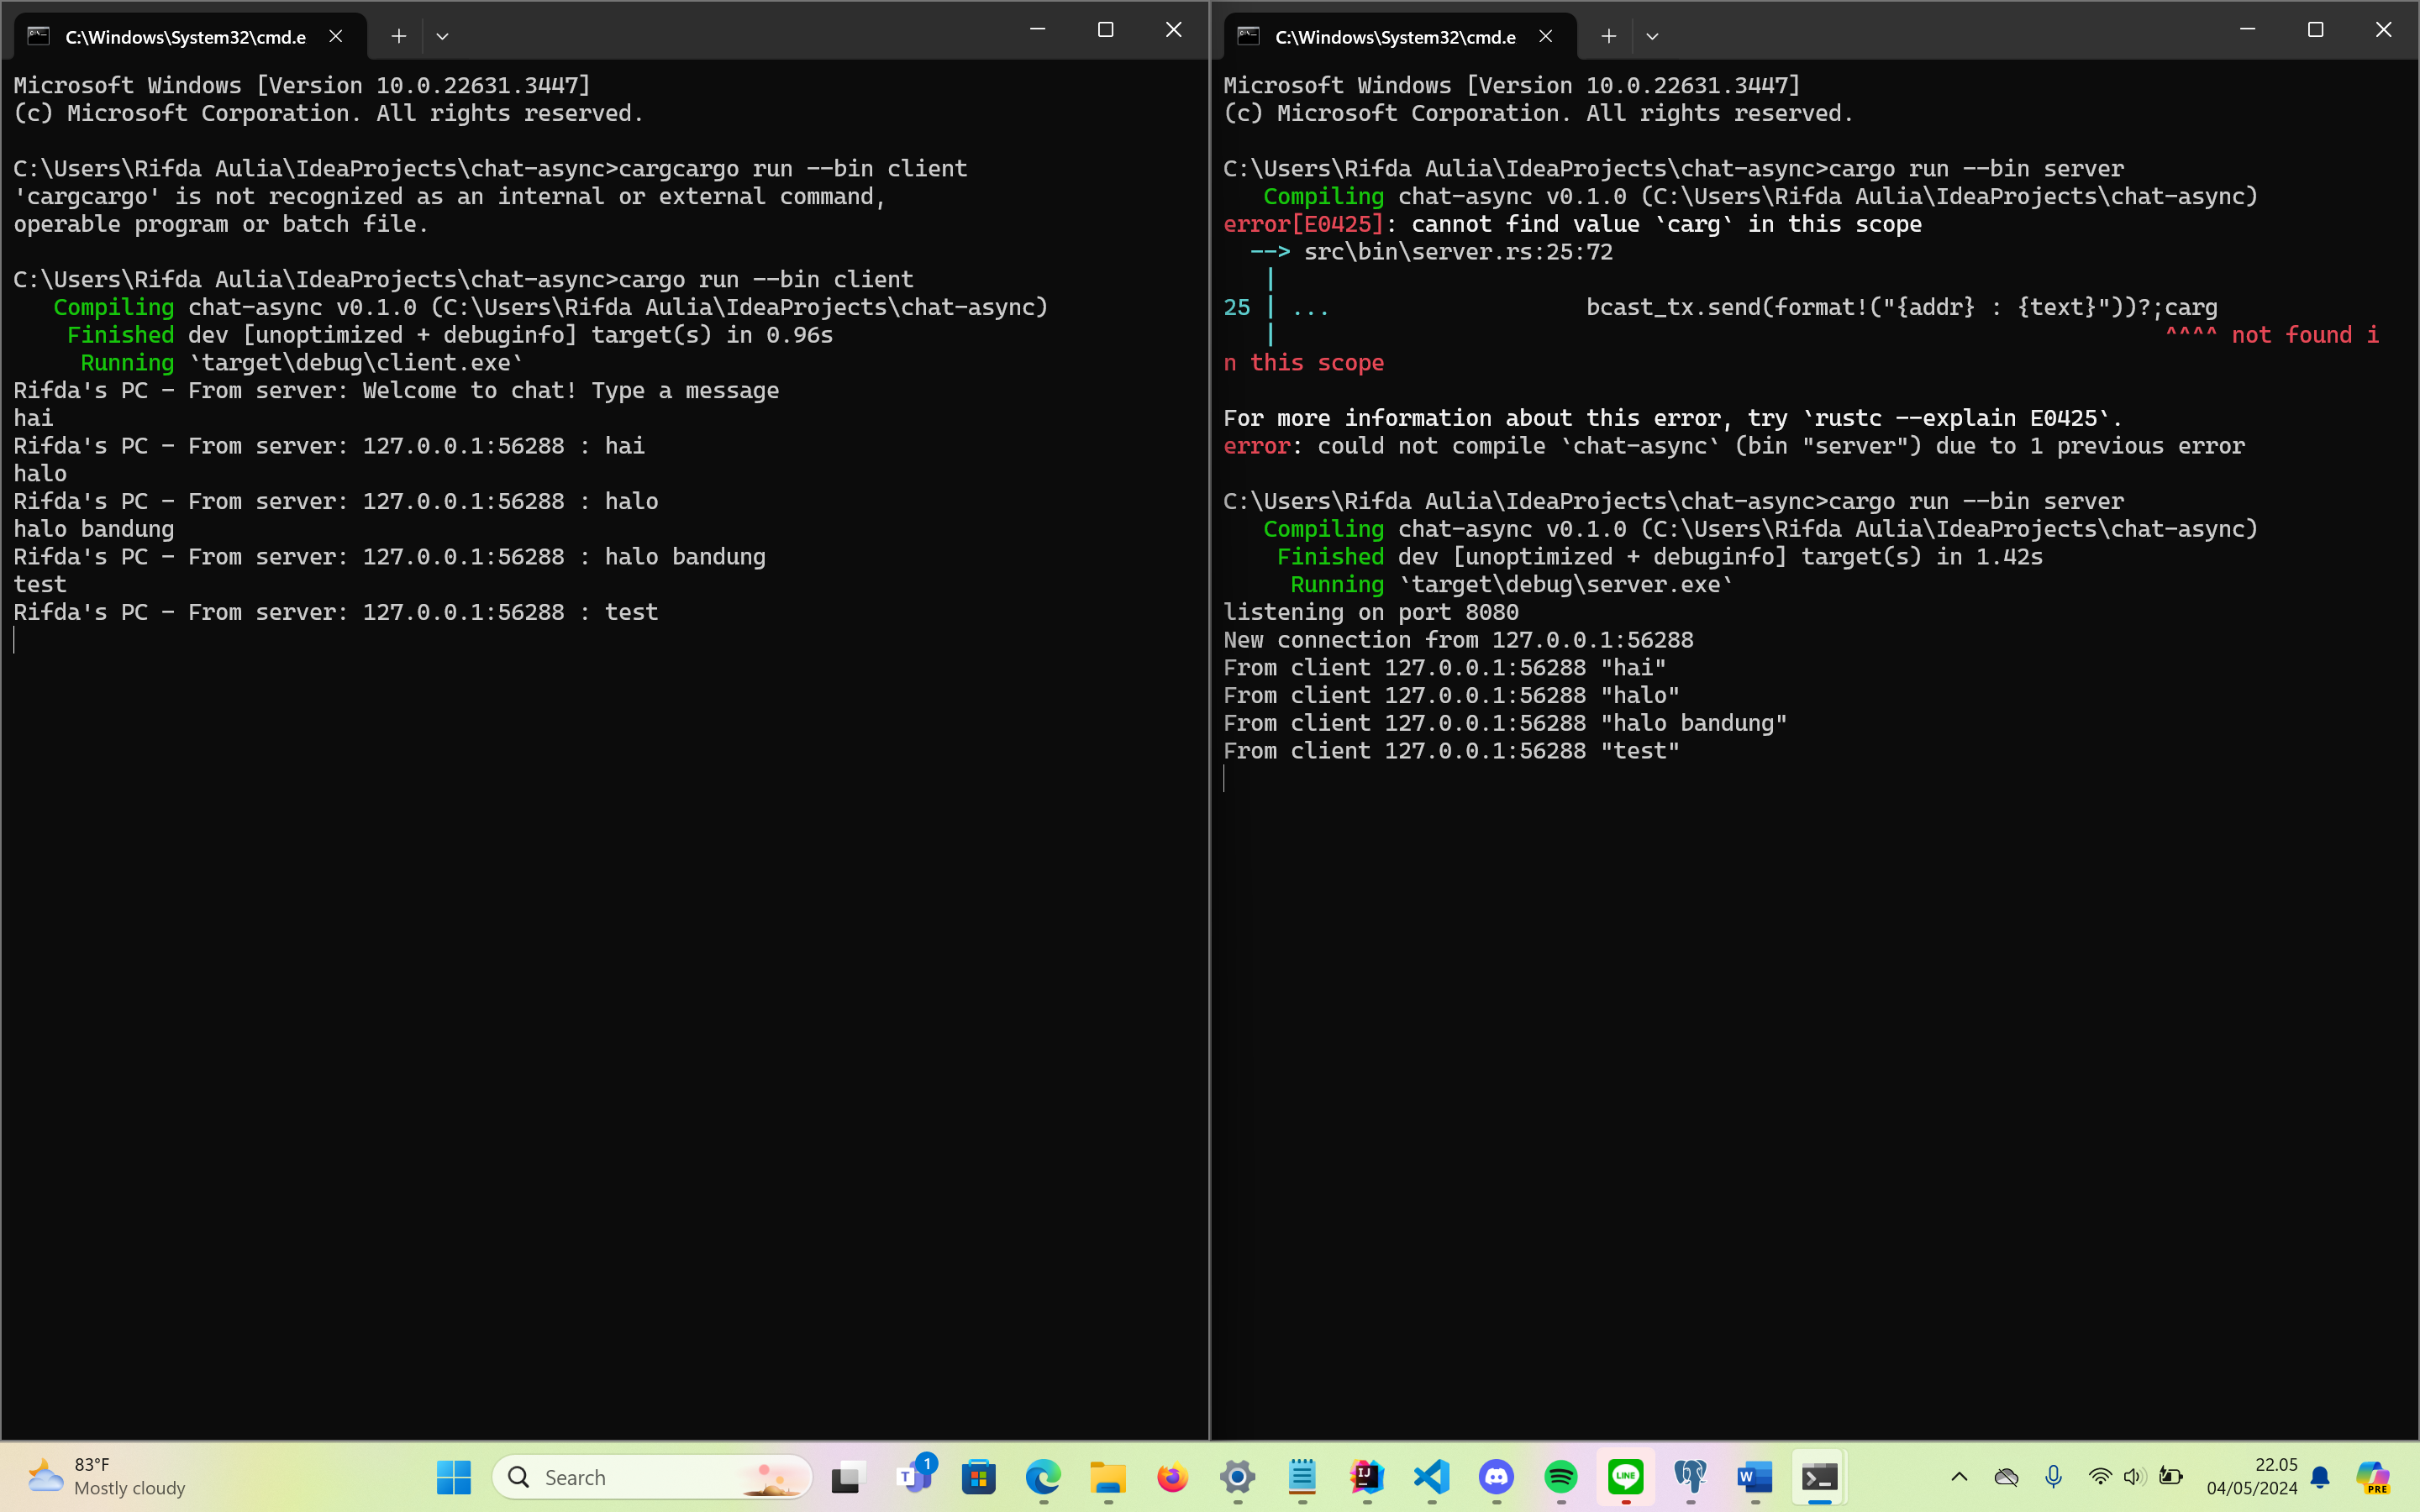 C:\Windows\System32\cmd.e
Microsoft Windows [Version 10.0.22631.3447]
(c) Microsoft Corporation. All rights reserved.
C:\Users\Rifda Aulia\IdeaProjects\chat-async>cargcargo run --bin client
'cargcargo' is not recognized as an internal or external command,
operable program or batch file.
C:\Users\Rifda Aulia\IdeaProjects\chat-async>cargo run --bin client
Compiling chat-async v0.1.0 (C:\Users\Rifda Aulia\IdeaProjects\chat-async)
Finished dev [unoptimized + debuginfo] target(s) in 0.96s
Running `target\debug\client.exe`
Rifda's PC - From server: Welcome to chat! Type a message
hai
Rifda's PC - From server: 127.0.0.1:56288 : hai
halo
Rifda's PC - From server: 127.0.0.1:56288 : halo
halo bandung
Rifda's PC - From server: 127.0.0.1:56288 : halo bandung
test
Rifda's PC - From server: 127.0.0.1:56288 : test
C:\Windows\System32\cmd.e
Microsoft Windows [Version 10.0.22631.3447]
(c) Microsoft Corporation. All rights reserved.
C:\Users\Rifda Aulia\IdeaProjects\chat-async>cargo run --bin server
Compiling chat-async v0.1.0 (C:\Users\Rifda Aulia\IdeaProjects\chat-async)
error[E0425]: cannot find value `carg` in this scope
--> src\bin\server.rs:25:72
|
25 | ... bcast_tx.send(format!("{addr} : {text}"))?;carg
| ^^^^ not found i
n this scope
For more information about this error, try `rustc --explain E0425`.
error: could not compile `chat-async` (bin "server") due to 1 previous error
C:\Users\Rifda Aulia\IdeaProjects\chat-async>cargo run --bin server
Compiling chat-async v0.1.0 (C:\Users\Rifda Aulia\IdeaProjects\chat-async)
Finished dev [unoptimized + debuginfo] target(s) in 1.42s
Running `target\debug\server.exe`
listening on port 8080
New connection from 127.0.0.1:56288
From client 127.0.0.1:56288 "hai"
From client 127.0.0.1:56288 "halo"
From client 127.0.0.1:56288 "halo bandung"
From client 127.0.0.1:56288 "test"
83°F
Mostly cloudy
Search
T
1
IJ
LINE
W
22.05
04/05/2024
PRE